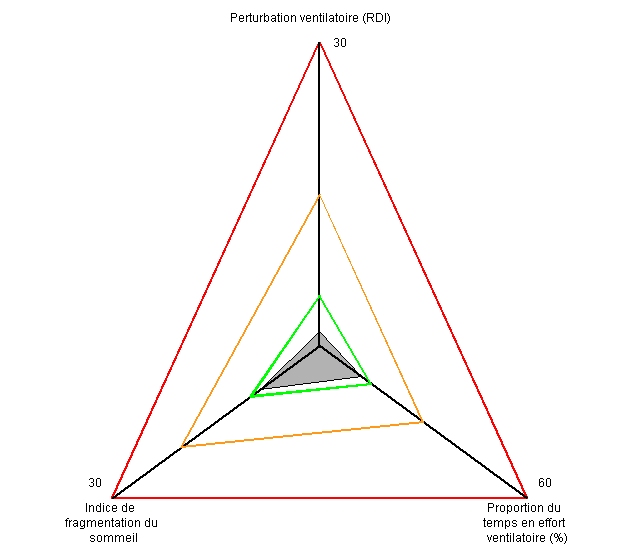 Perturbation ventilatoire (RDI)
30
30
60
Indice de
fragmentation du
sommeil
Proportion du
temps en effort
ventilatoire (%)